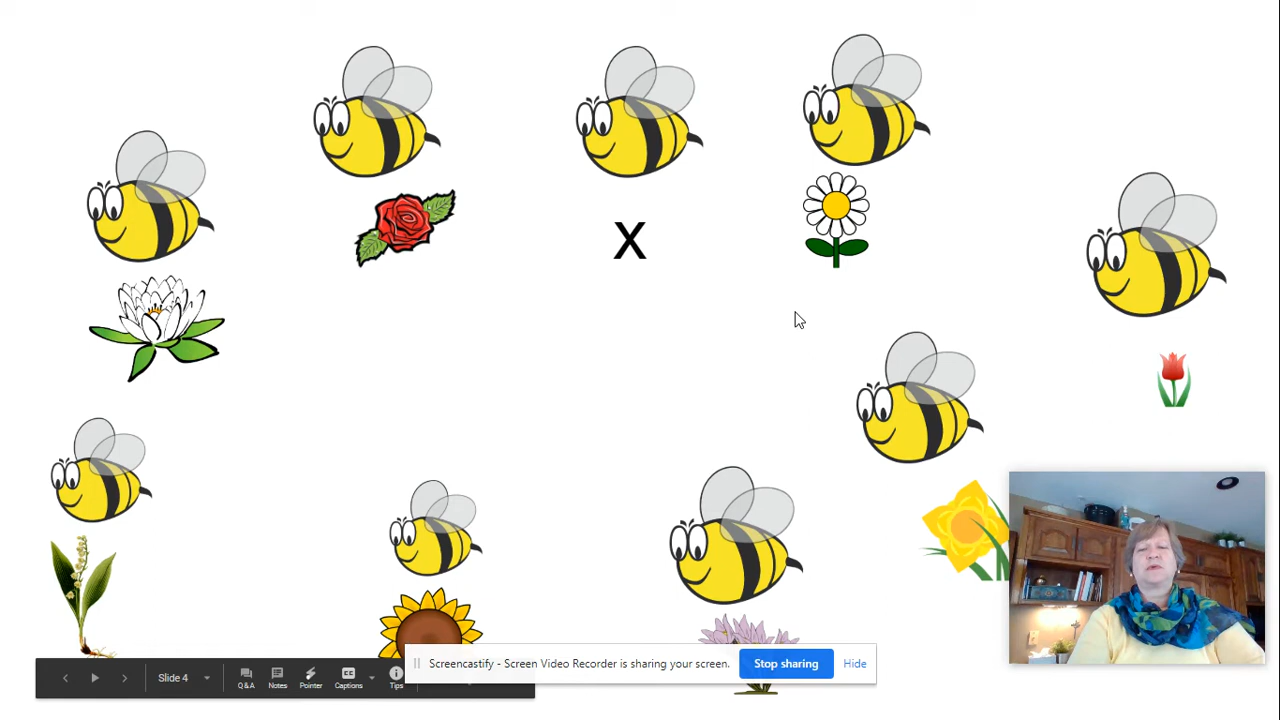 X
Slide 4
Q&A
Notes
Pointer
Captions
Tips
Screencastify - Screen Video Recorder is sharing your screen.
Stop sharing
Hide